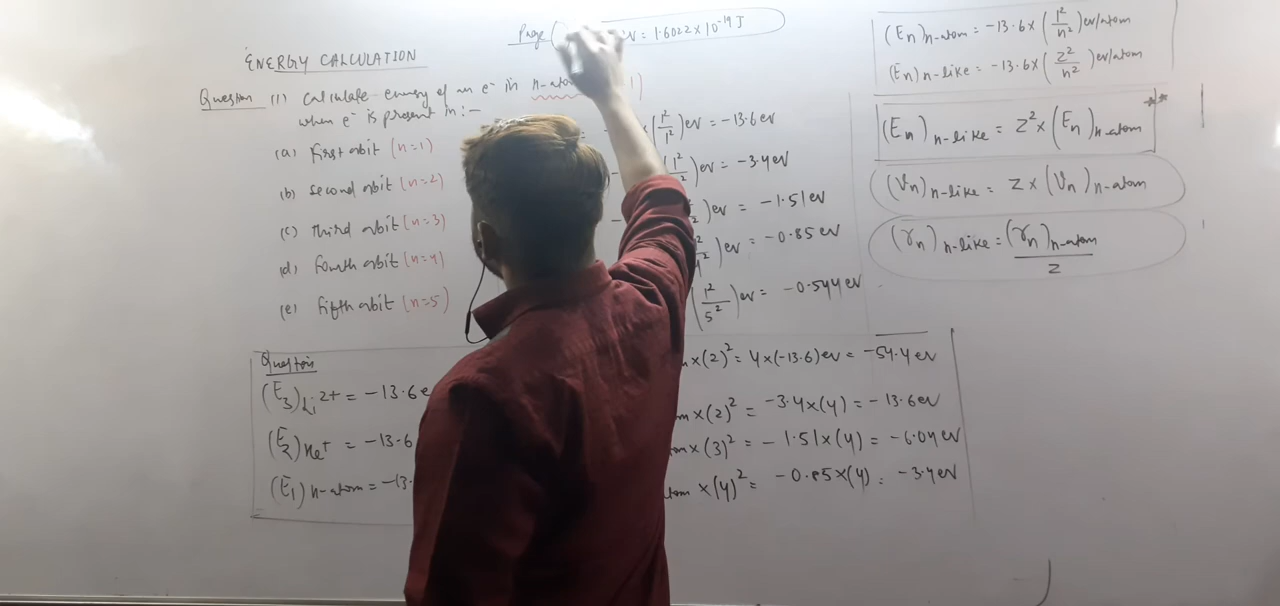 Page
V = 1.6022 × 10⁻¹⁹ J
ENERGY CALCULATION
Question (1) Calculate energy of an e⁻ in n-ato 1)
when e⁻ is present in :-
(a) first orbit (n=1)
(1²/1²) ev = -13.6 ev
(b) second orbit (n=2)
) ev = -3.4 ev
(c) third orbit (n=3)
) ev = -1.51 ev
(d) fourth orbit (n=4)
) ev = -0.85 ev
(e) fifth orbit (n=5)
(1²/5²) ev = -0.544 ev
(En) n-atom = -13.6 × (1²/n²) ev/atom
(En) n-like = -13.6 × (z²/n²) ev/atom
(En) n-like = z² × (En) n-atom **
(Vn) n-like = z × (Vn) n-atom
(rn) n-like = (rn) n-atom / z
Question
(E₃) Li²⁺ = -13.6 e
(E₂) He⁺ = -13.6
(E₁) n-atom = -13.
m × (2)² = 4 × (-13.6) ev = -54.4 ev
om × (2)² = -3.4 × (4) = -13.6 ev
om × (3)² = -1.51 × (4) = -6.04 ev
tom × (4)² = -0.85 × (4) = -3.4 ev